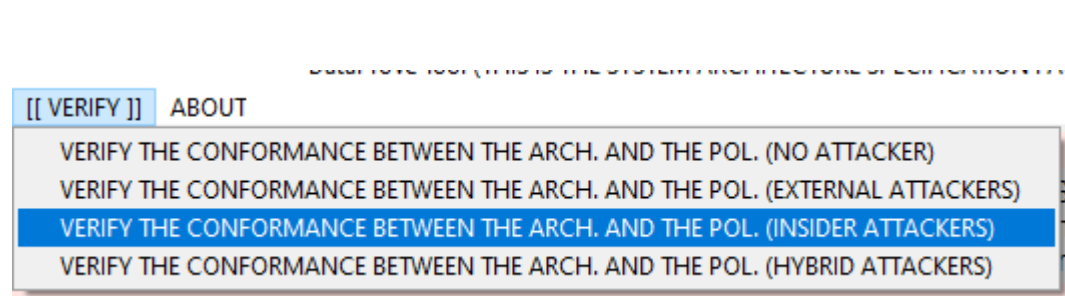 [[ VERIFY ]] ABOUT
VERIFY THE CONFORMANCE BETWEEN THE ARCH. AND THE POL. (NO ATTACKER)
VERIFY THE CONFORMANCE BETWEEN THE ARCH. AND THE POL. (EXTERNAL ATTACKERS)
VERIFY THE CONFORMANCE BETWEEN THE ARCH. AND THE POL. (INSIDER ATTACKERS)
VERIFY THE CONFORMANCE BETWEEN THE ARCH. AND THE POL. (HYBRID ATTACKERS)